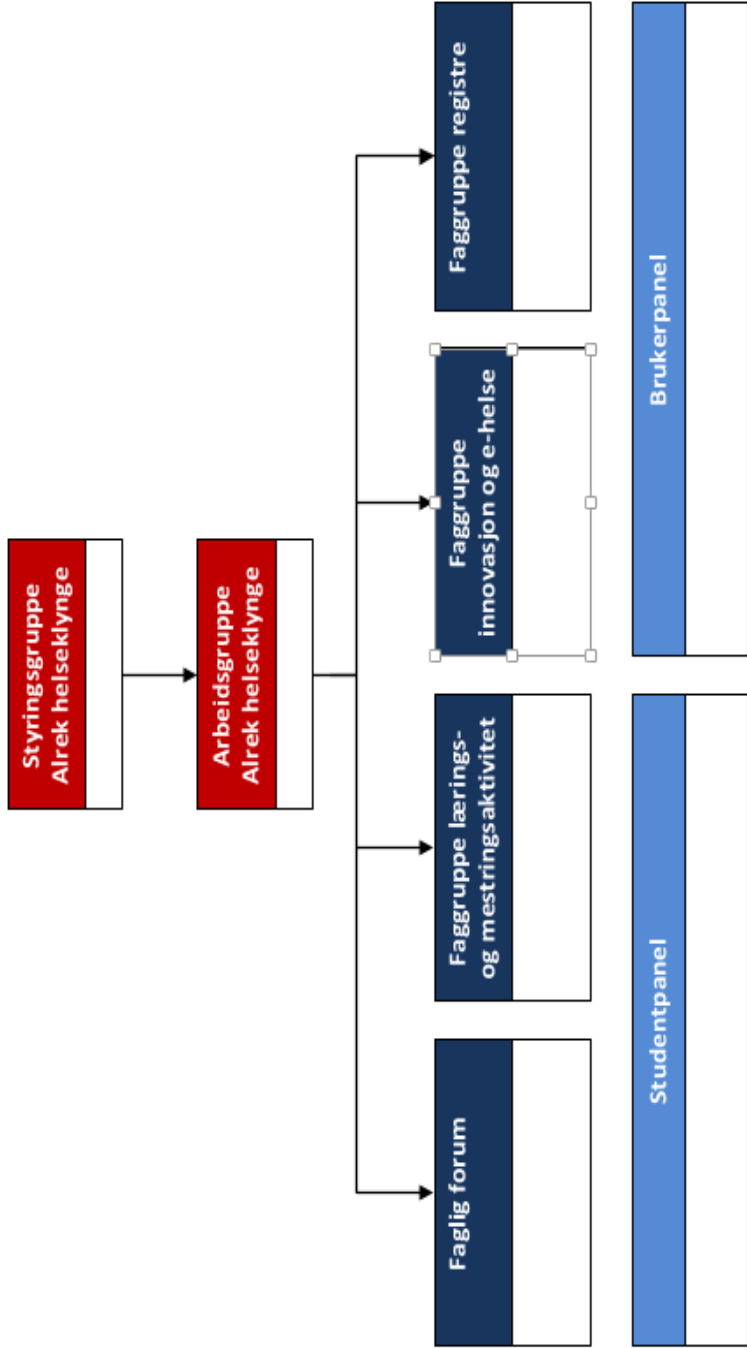 Styringsgruppe
Alrek helseklynge
Arbeidsgruppe
Alrek helseklynge
Faglig forum
Faggruppe lærings-
og mestringsaktivitet
Faggruppe
innovasjon og e-helse
Faggruppe registre
Studentpanel
Brukerpanel